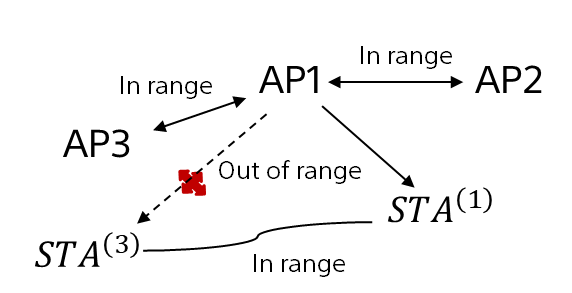 In range
AP1
AP2
In range
AP3
Out of range
STA⁽¹⁾
STA⁽³⁾
In range